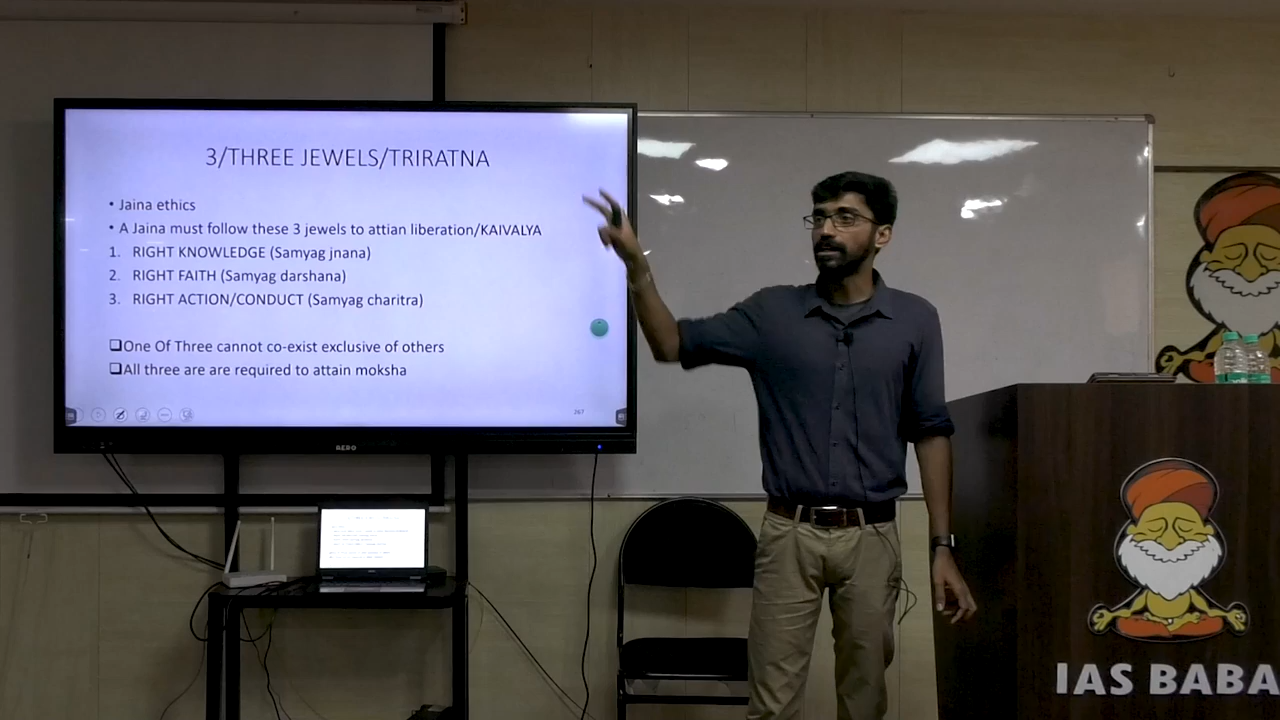 3/THREE JEWELS/TRIRATNA
• Jaina ethics
• A Jaina must follow these 3 jewels to attian liberation/KAIVALYA
1. RIGHT KNOWLEDGE (Samyag jnana)
2. RIGHT FAITH (Samyag darshana)
3. RIGHT ACTION/CONDUCT (Samyag charitra)
❑One Of Three cannot co-exist exclusive of others
❑All three are are required to attain moksha
267
AERO
IAS BABA